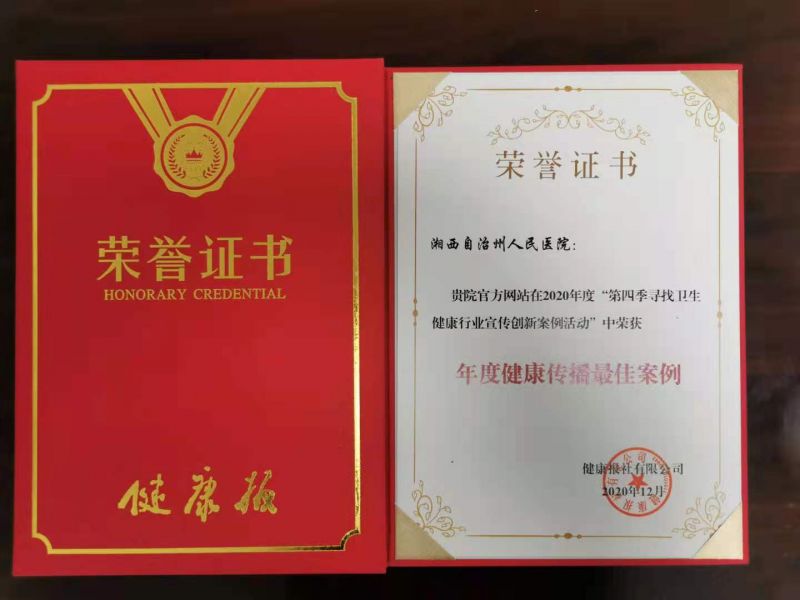 荣誉证书
HONORARY CREDENTIAL
健康报
荣誉证书
湘西自治州人民医院：
贵院官方网站在2020年度“第四季寻找卫生
健康行业宣传创新案例活动”中荣获
年度健康传播最佳案例
健康报社有限公司
2020年12月